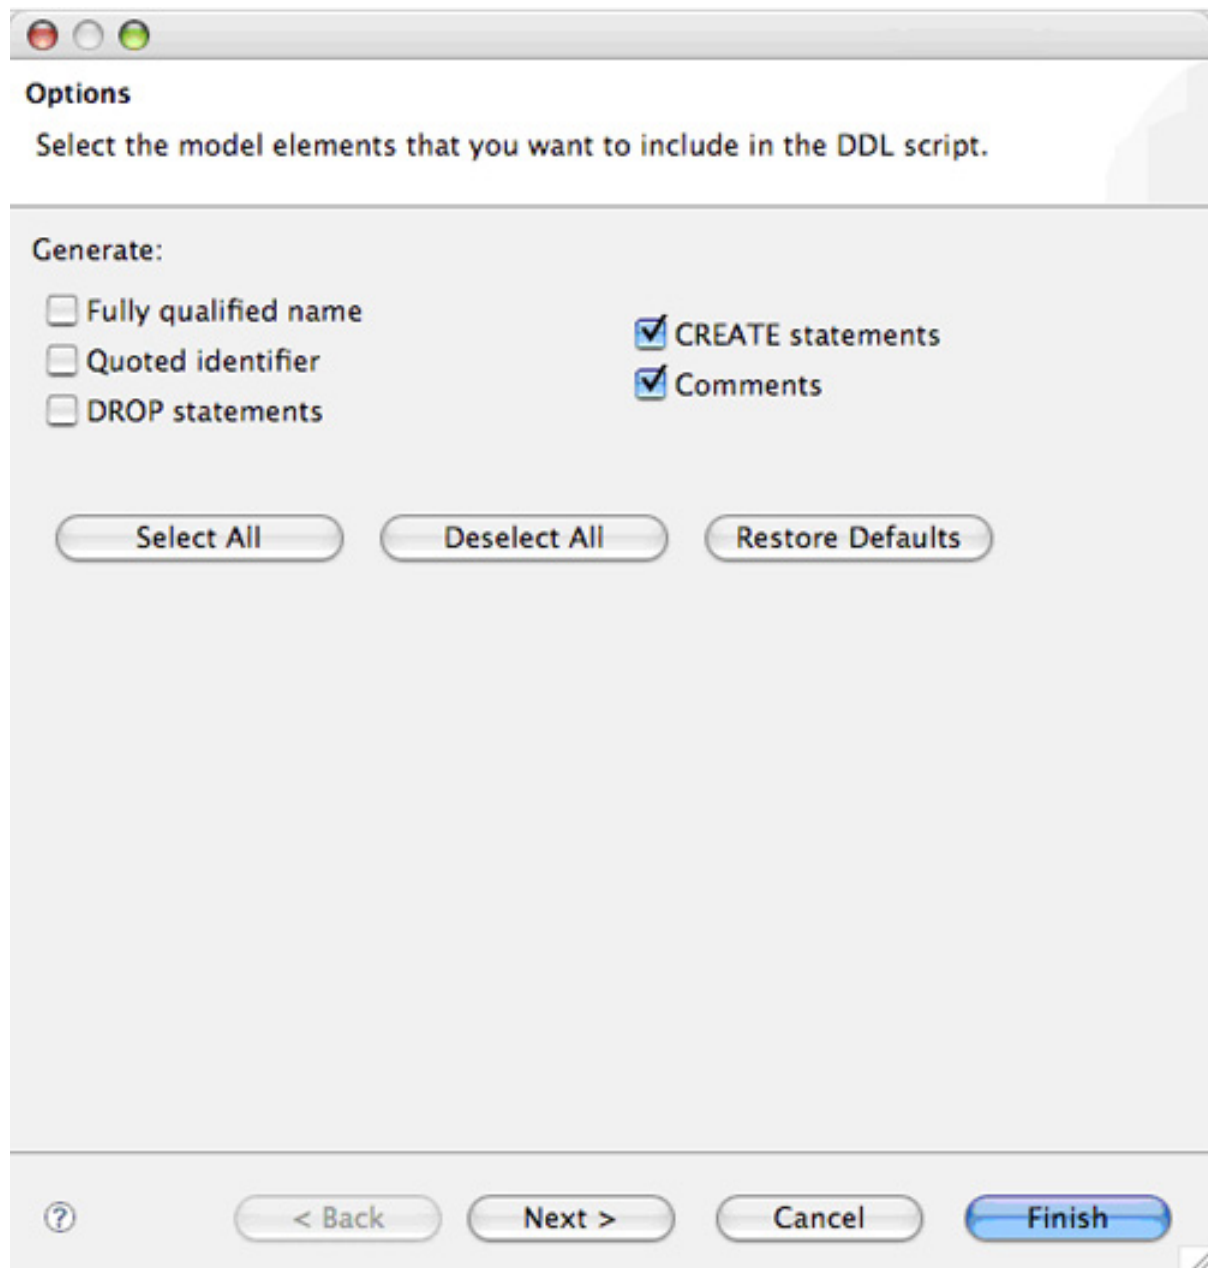 Options
Select the model elements that you want to include in the DDL script.
Generate:
Fully qualified name
Quoted identifier
DROP statements
CREATE statements
Comments
Select All
Deselect All
Restore Defaults
?
< Back
Next >
Cancel
Finish